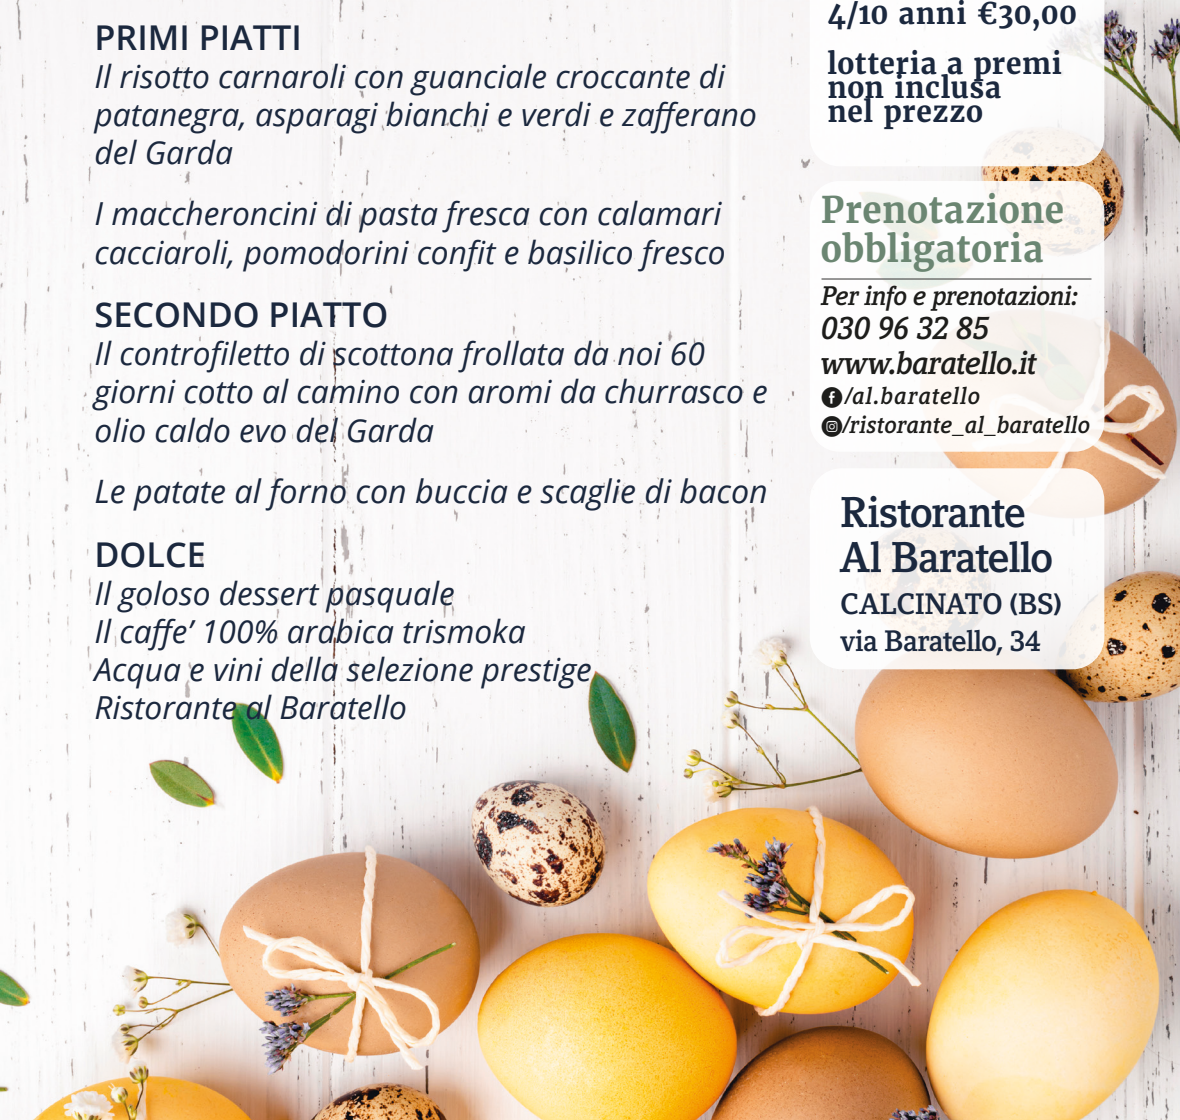 PRIMI PIATTI
Il risotto carnaroli con guanciale croccante di
patanegra, asparagi bianchi e verdi e zafferano
del Garda
I maccheroncini di pasta fresca con calamari
cacciaroli, pomodorini confit e basilico fresco
SECONDO PIATTO
Il controfiletto di scottona frollata da noi 60
giorni cotto al camino con aromi da churrasco e
olio caldo evo del Garda
Le patate al forno con buccia e scaglie di bacon
DOLCE
Il goloso dessert pasquale
Il caffe’ 100% arabica trismoka
Acqua e vini della selezione prestige
Ristorante al Baratello
4/10 anni €30,00
lotteria a premi
non inclusa
nel prezzo
Prenotazione
obbligatoria
Per info e prenotazioni:
030 96 32 85
www.baratello.it
/al.baratello
/ristorante_al_baratello
Ristorante
Al Baratello
CALCINATO (BS)
via Baratello, 34